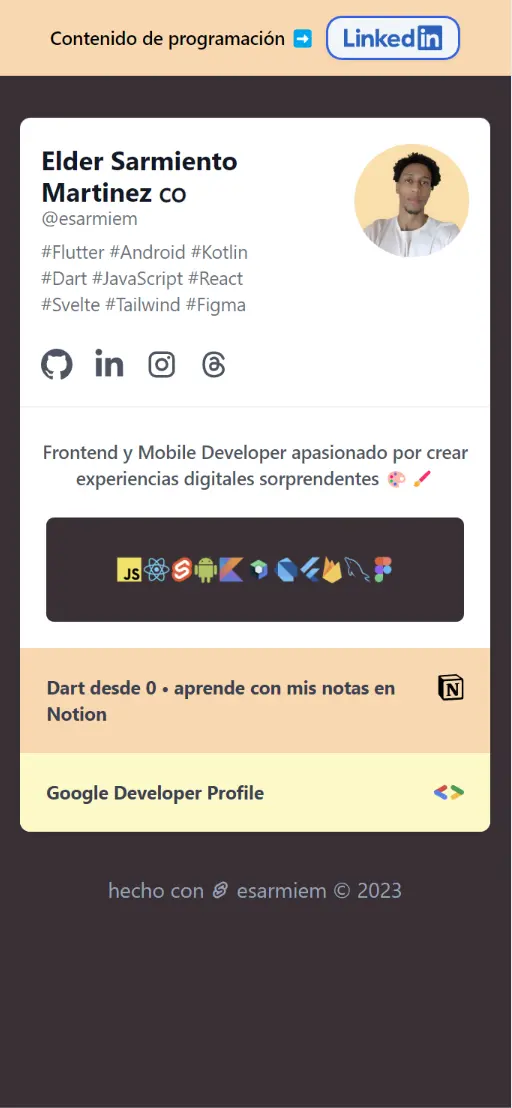 Contenido de programación ➡️ Linkedin
Elder Sarmiento
Martinez CO
@esarmiem
#Flutter #Android #Kotlin
#Dart #JavaScript #React
#Svelte #Tailwind #Figma
in
Frontend y Mobile Developer apasionado por crear
experiencias digitales sorprendentes 🎨 🖌️
JS
Dart desde 0 • aprende con mis notas en
Notion
N
Google Developer Profile
hecho con esarmiem © 2023